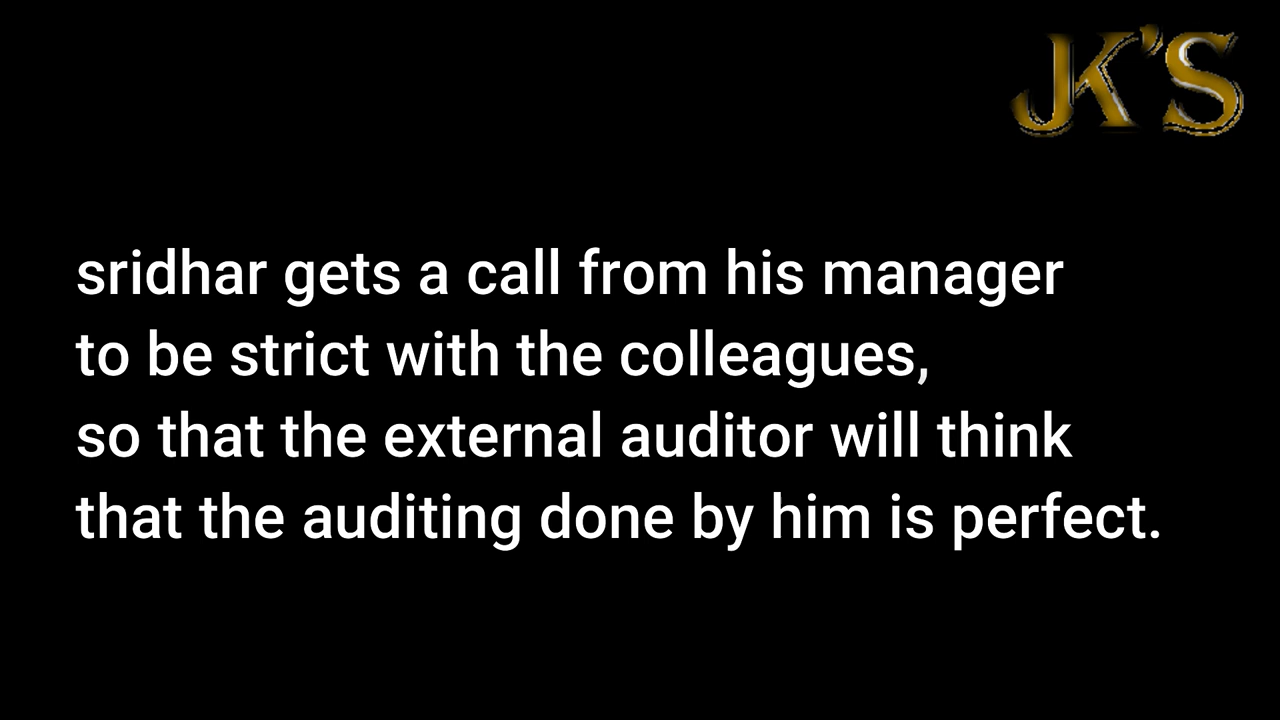 JK'S
sridhar gets a call from his manager
to be strict with the colleagues,
so that the external auditor will think
that the auditing done by him is perfect.